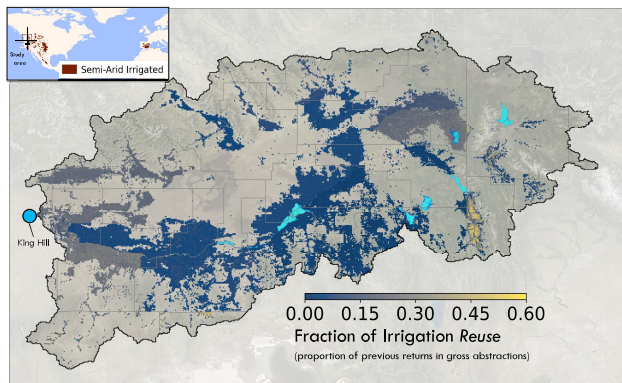 Study
area
Semi-Arid Irrigated
King Hill
0.00 0.15 0.30 0.45 0.60
Fraction of Irrigation Reuse
(proportion of previous returns in gross abstractions)